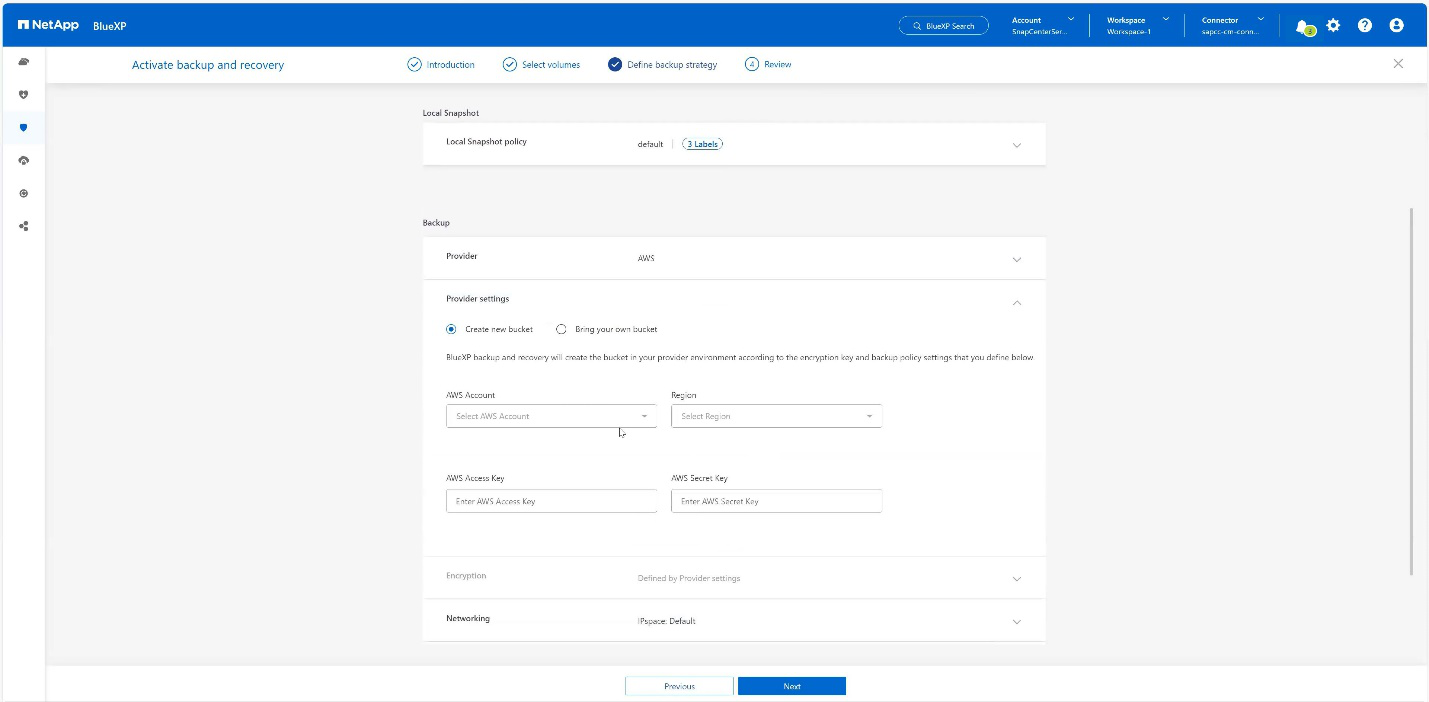 NetApp BlueXP
BlueXP Search
Account
SnapCenterSer...
Workspace
Workspace-1
Connector
sapcc-cm-conn...
3
Activate backup and recovery
Introduction
Select volumes
Define backup strategy
4 Review
Local Snapshot
Local Snapshot policy default 3 Labels
Backup
Provider AWS
Provider settings
Create new bucket Bring your own bucket
BlueXP backup and recovery will create the bucket in your provider environment according to the encryption key and backup policy settings that you define below
AWS Account Region
Select AWS Account Select Region
AWS Access Key AWS Secret Key
Enter AWS Access Key Enter AWS Secret Key
Encryption Defined by Provider settings
Networking IPspace: Default
Previous Next